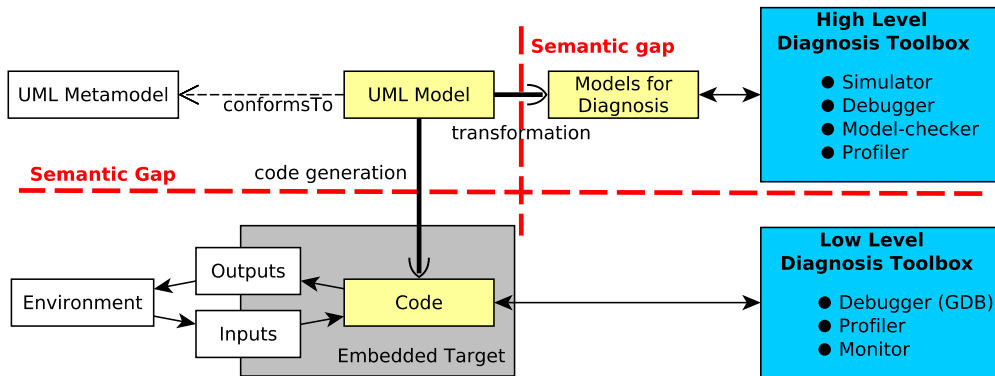 High Level
Diagnosis Toolbox
● Simulator
● Debugger
● Model-checker
● Profiler
Semantic gap
UML Metamodel
conformsTo
UML Model
transformation
Models for
Diagnosis
code generation
Semantic Gap
Low Level
Diagnosis Toolbox
● Debugger (GDB)
● Profiler
● Monitor
Outputs
Environment
Inputs
Code
Embedded Target